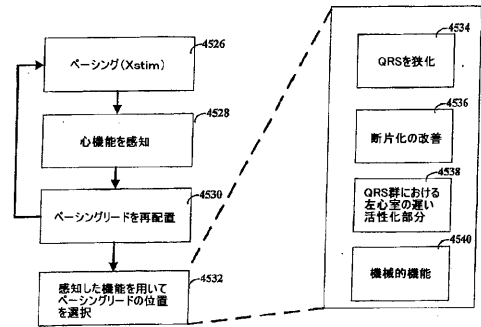 4526
ペーシング(Xstim)
4528
心機能を感知
4530
ペーシングリードを再配置
4532
感知した機能を用いて
ペーシングリードの位置
を選択
4534
QRSを狭化
4536
断片化の改善
4538
QRS群における
左心室の遅い
活性化部分
4540
機械的機能